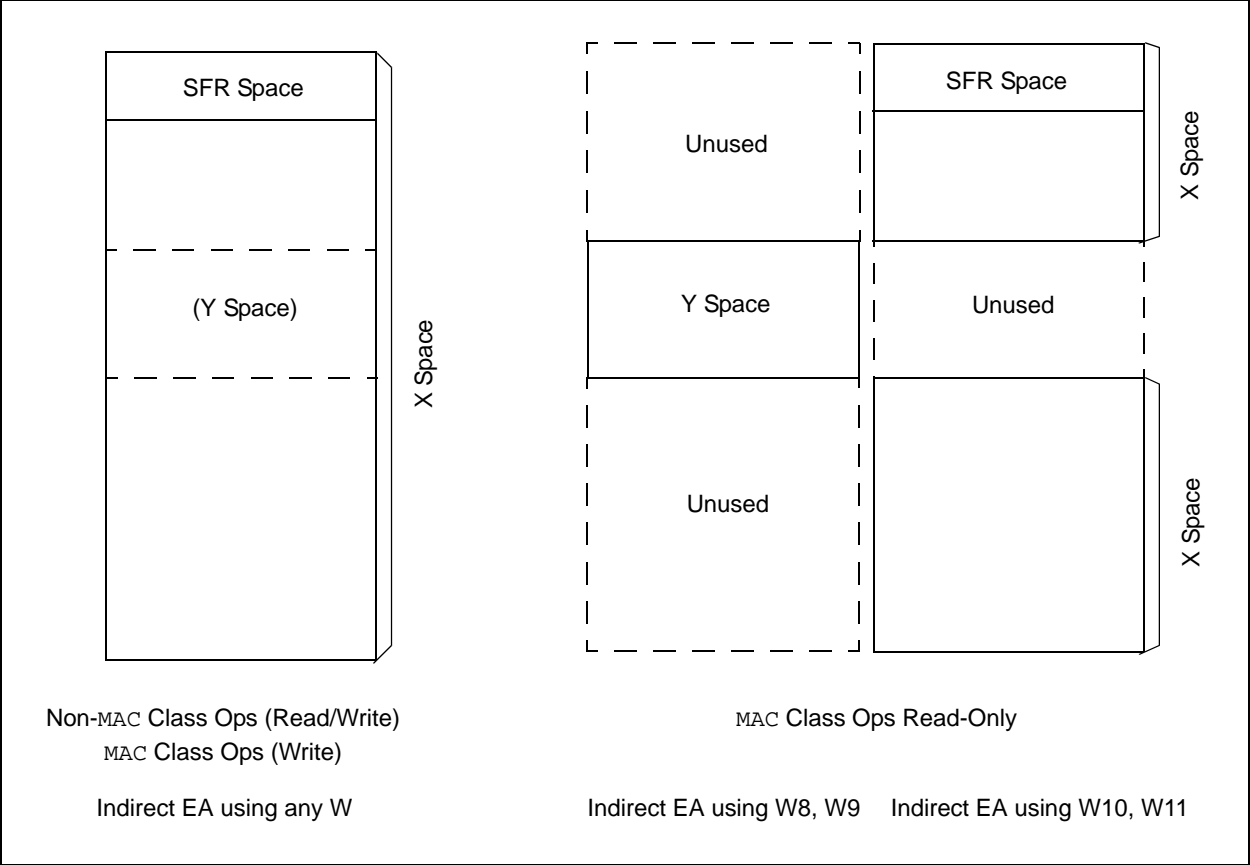 SFR Space
(Y Space)
X Space
Non-MAC Class Ops (Read/Write)
MAC Class Ops (Write)
Indirect EA using any W
Unused
Y Space
Unused
SFR Space
X Space
Unused
X Space
MAC Class Ops Read-Only
Indirect EA using W8, W9
Indirect EA using W10, W11